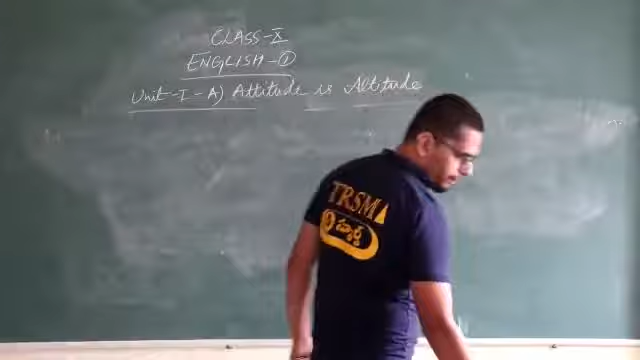 CLASS-X
ENGLISH-①
Unit-I-A) Attitude is Altitude
TRSMA